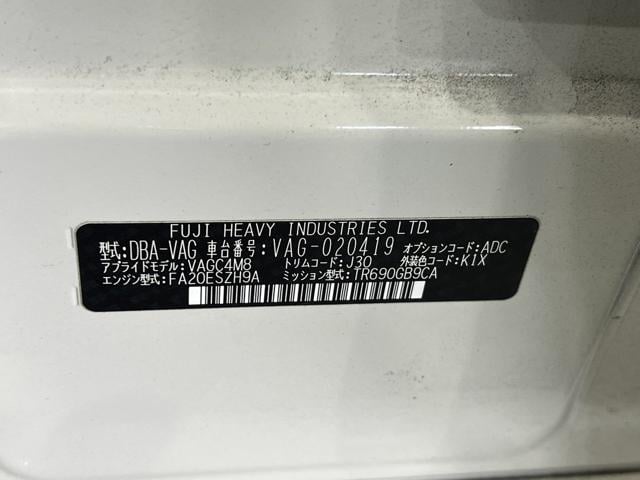 FUJI HEAVY INDUSTRIES LTD.
型式:DBA-VAG 車台番号:VAG-020419 オプションコード:ADC
アプライドモデル:VAGC4M8 トリムコード:J30 外装色コード:K1X
エンジン型式:FA20ESZH9A ミッション型式:TR690GB9CA